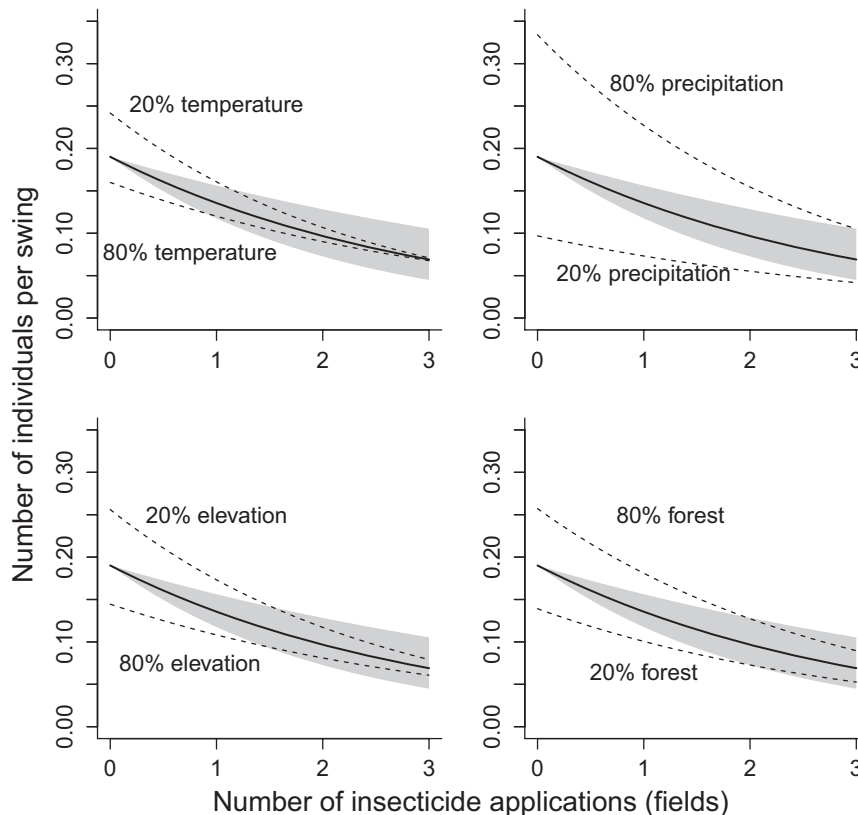 0.00 0.10 0.20 0.30
20% temperature
80% temperature
0 1 2 3
0.00 0.10 0.20 0.30
80% precipitation
20% precipitation
0 1 2 3
Number of individuals per swing
0.00 0.10 0.20 0.30
20% elevation
80% elevation
0 1 2 3
0.00 0.10 0.20 0.30
80% forest
20% forest
0 1 2 3
Number of insecticide applications (fields)